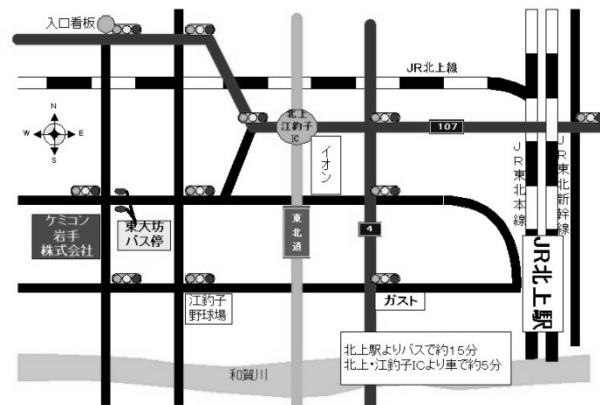 入口看板
JR北上線
N
W
E
S
北上
江釣子
IC
107
イオン
JR東北本線
JR東北新幹線
ケミコン
岩手
株式会社
東大坊
バス停
東北道
4
JR北上駅
江釣子
野球場
ガスト
北上駅よりバスで約15分
北上・江釣子ICより車で約5分
和賀川